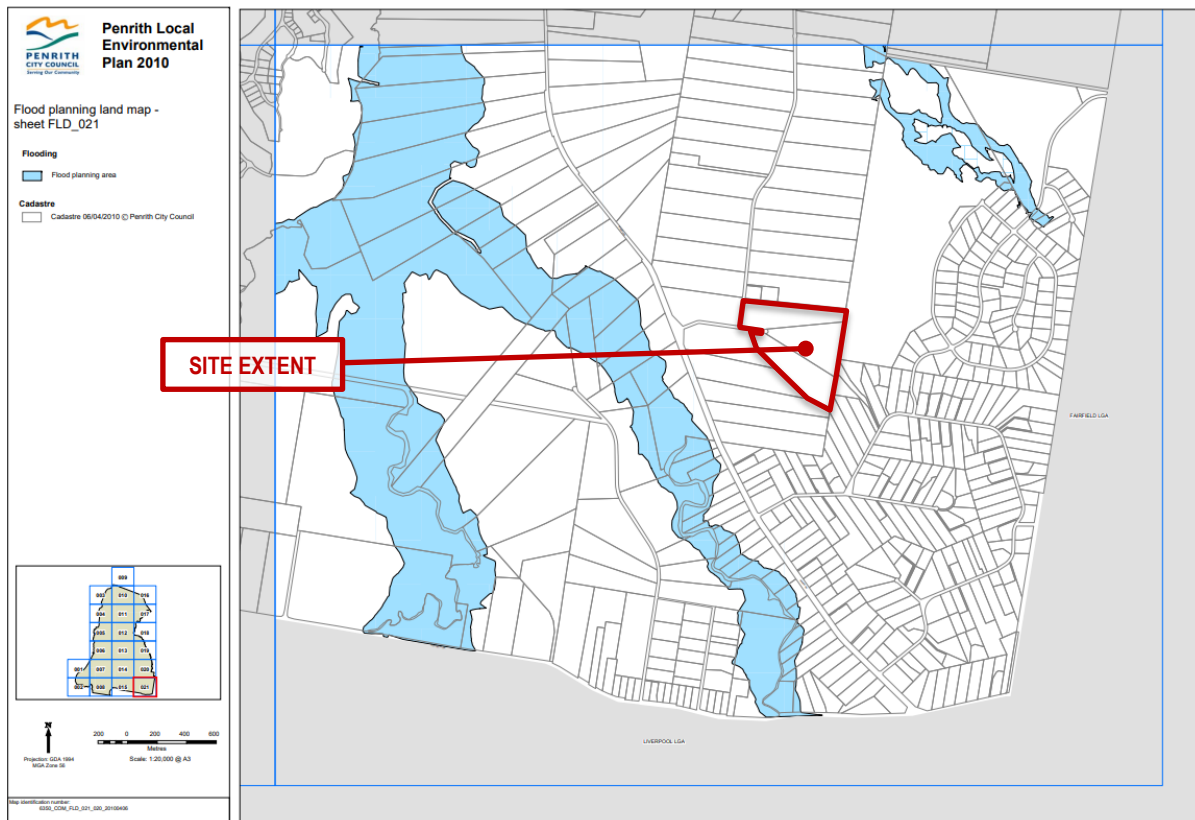 PENRITH
CITY COUNCIL
Serving Our Community
Penrith Local
Environmental
Plan 2010
Flood planning land map -
sheet FLD_021
Flooding
Flood planning area
Cadastre
Cadastre 06/04/2010 © Penrith City Council
SITE EXTENT
FAIRFIELD LGA
LIVERPOOL LGA
009
003 010 016
004 011 017
005 012 018
006 013 019
001 007 014 020
002 008 015 021
N
Projection: GDA 1994
MGA Zone 56
200 0 200 400 600
Metres
Scale: 1:20,000 @ A3
Map identification number:
6350_COM_FLD_021_020_20100406